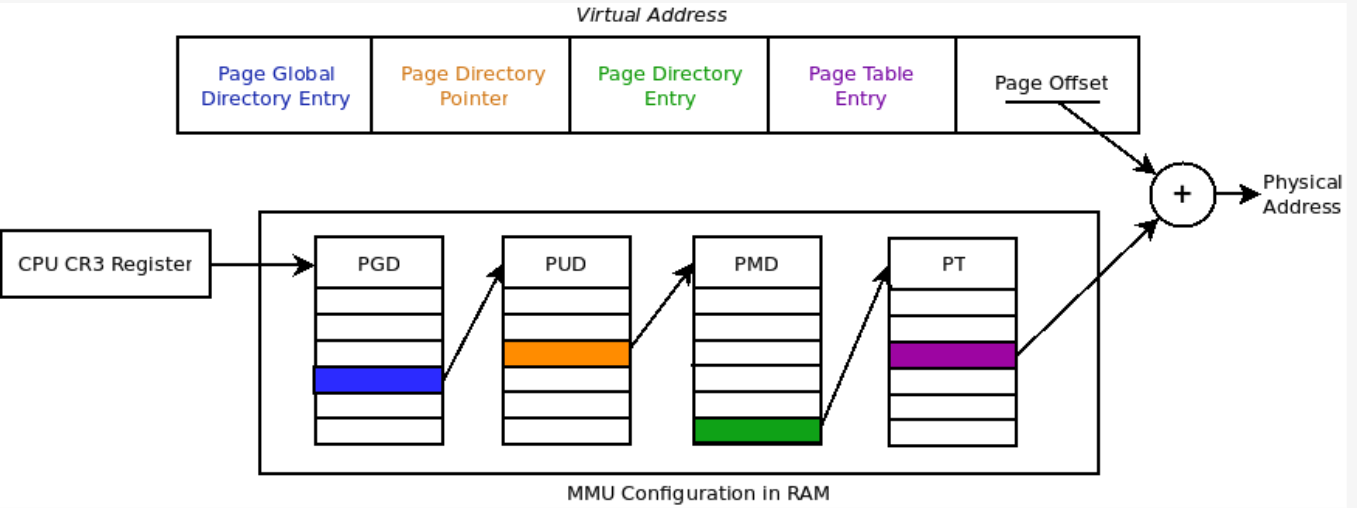 Virtual Address
Page Global
Directory Entry
Page Directory
Pointer
Page Directory
Entry
Page Table
Entry
Page Offset
+
Physical
Address
CPU CR3 Register
PGD
PUD
PMD
PT
MMU Configuration in RAM